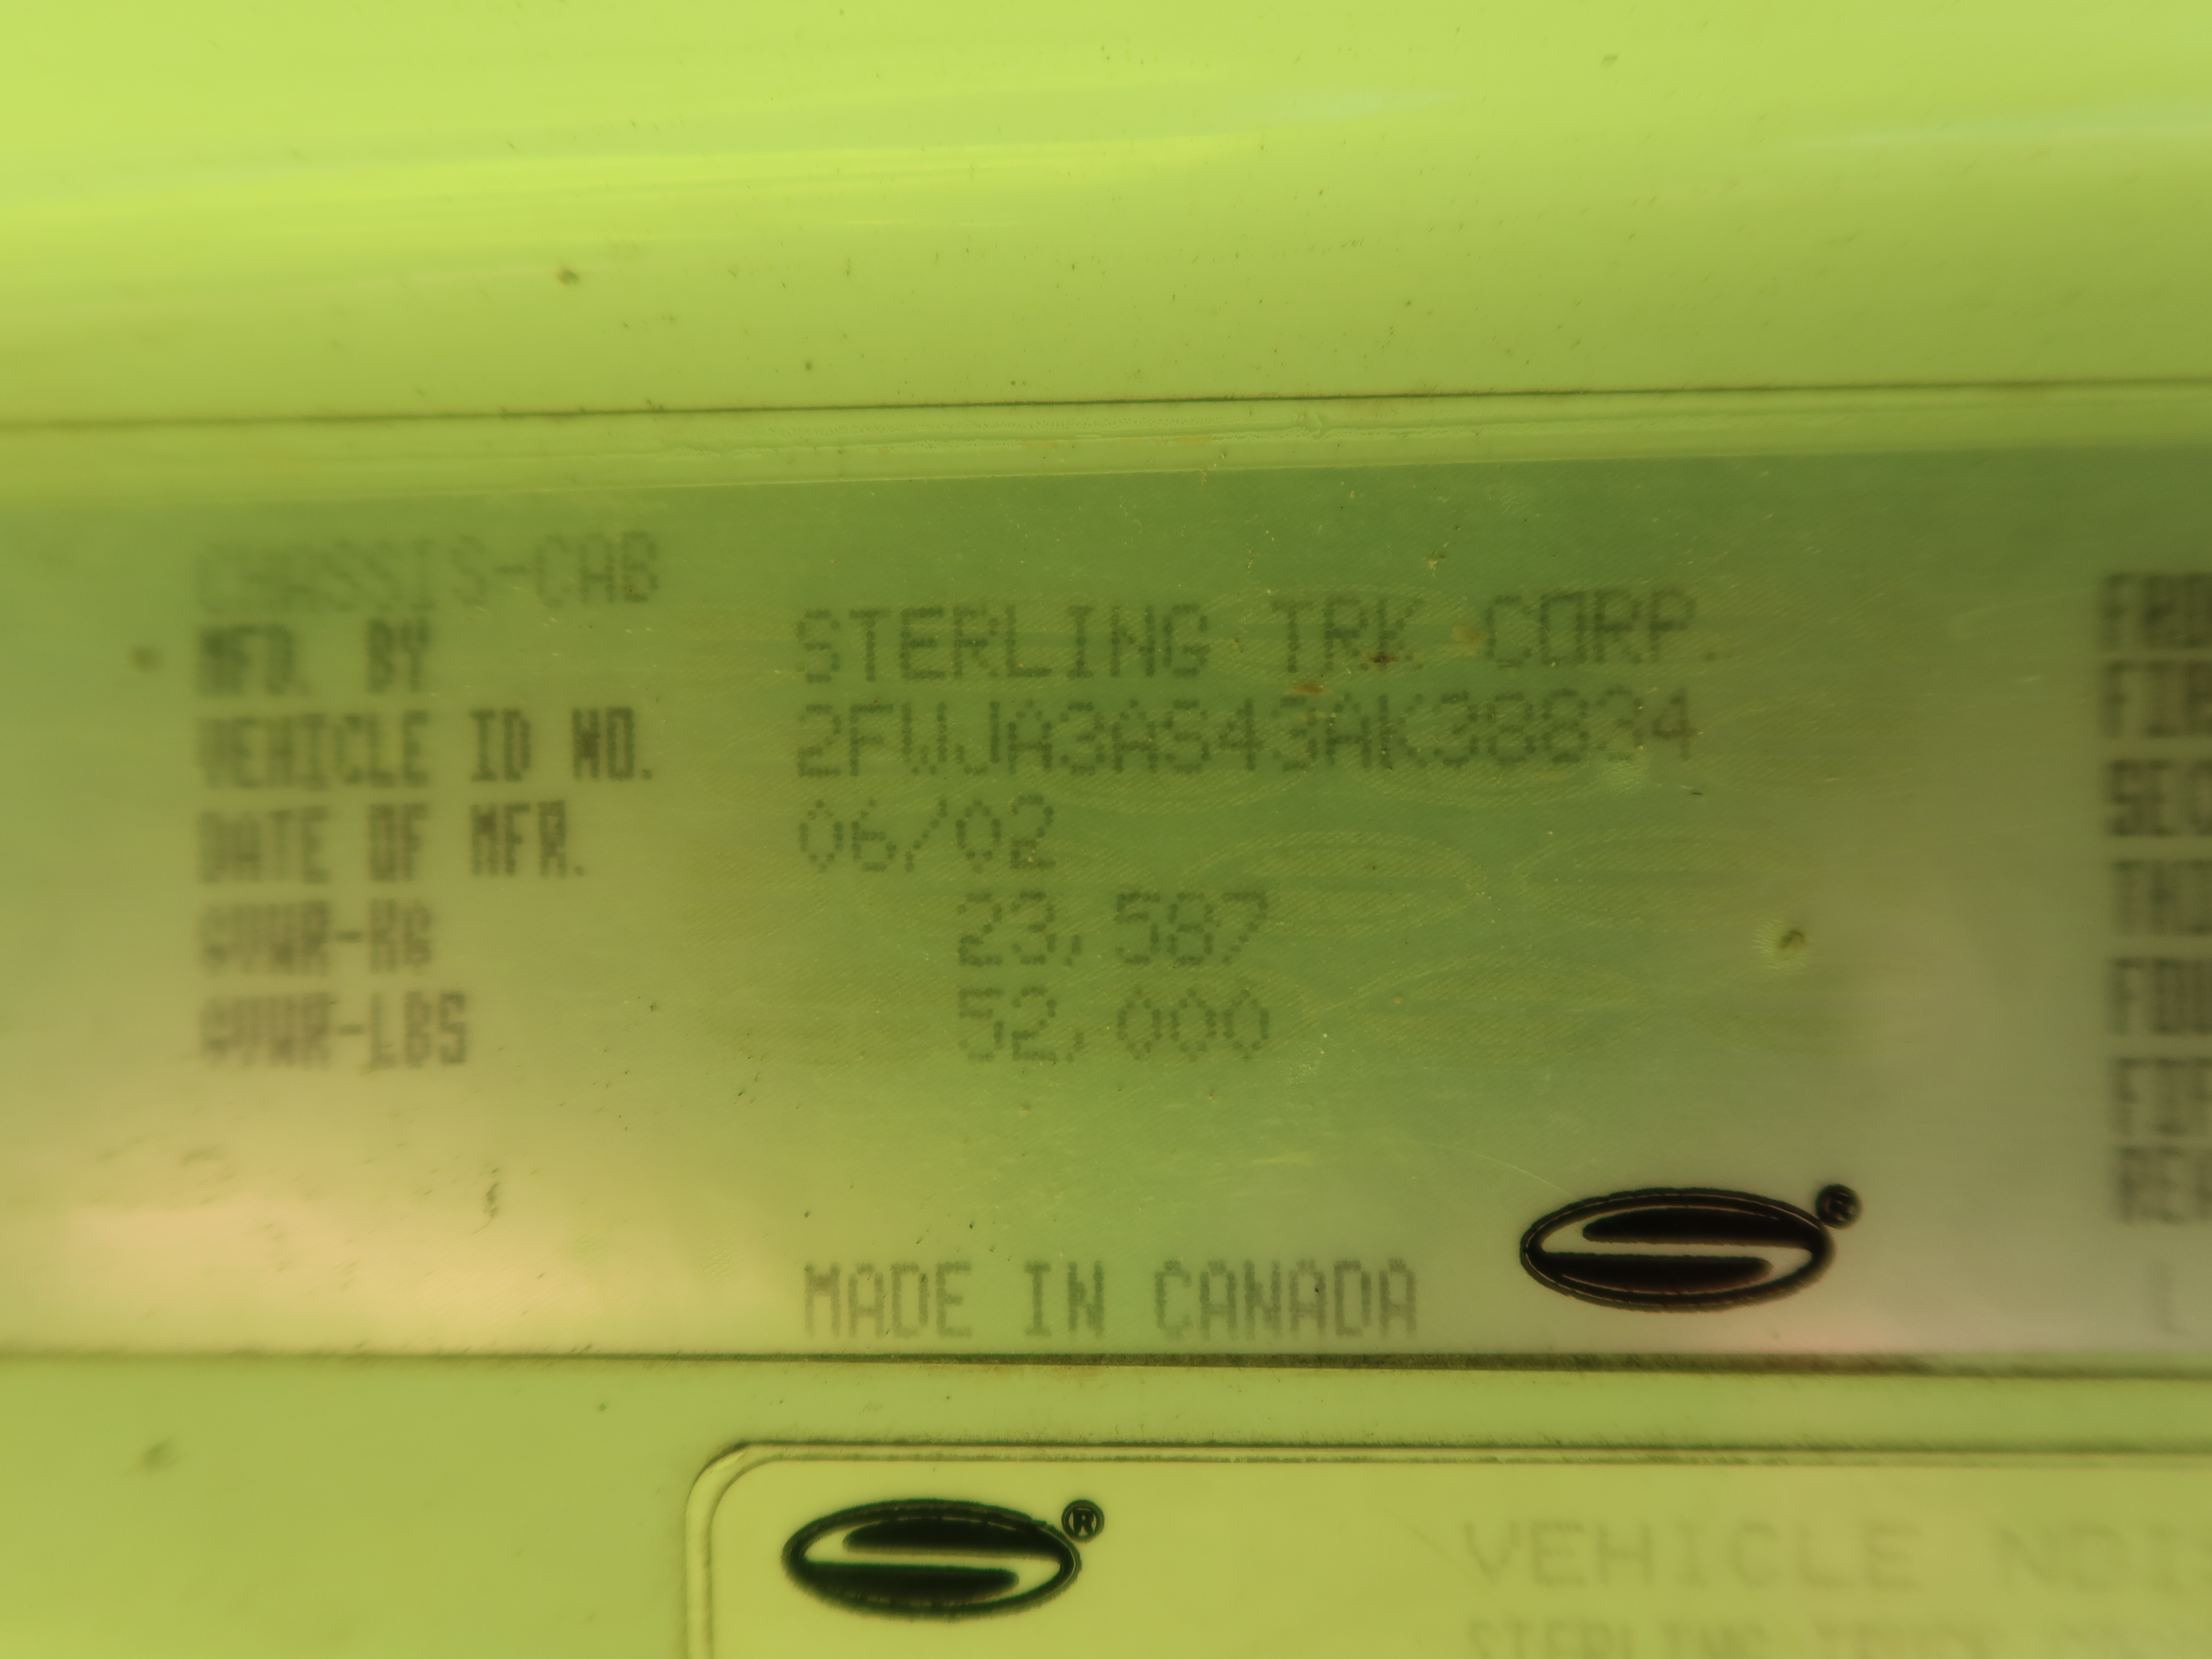 CHASSIS-CAB
MFD. BY STERLING TRK CORP.
VEHICLE ID NO. 2FWJA3AS43AK38834
DATE OF MFR. 06/02
GVWR-KG 23,587
GVWR-LBS 52,000
MADE IN CANADA
®
®
VEHICLE